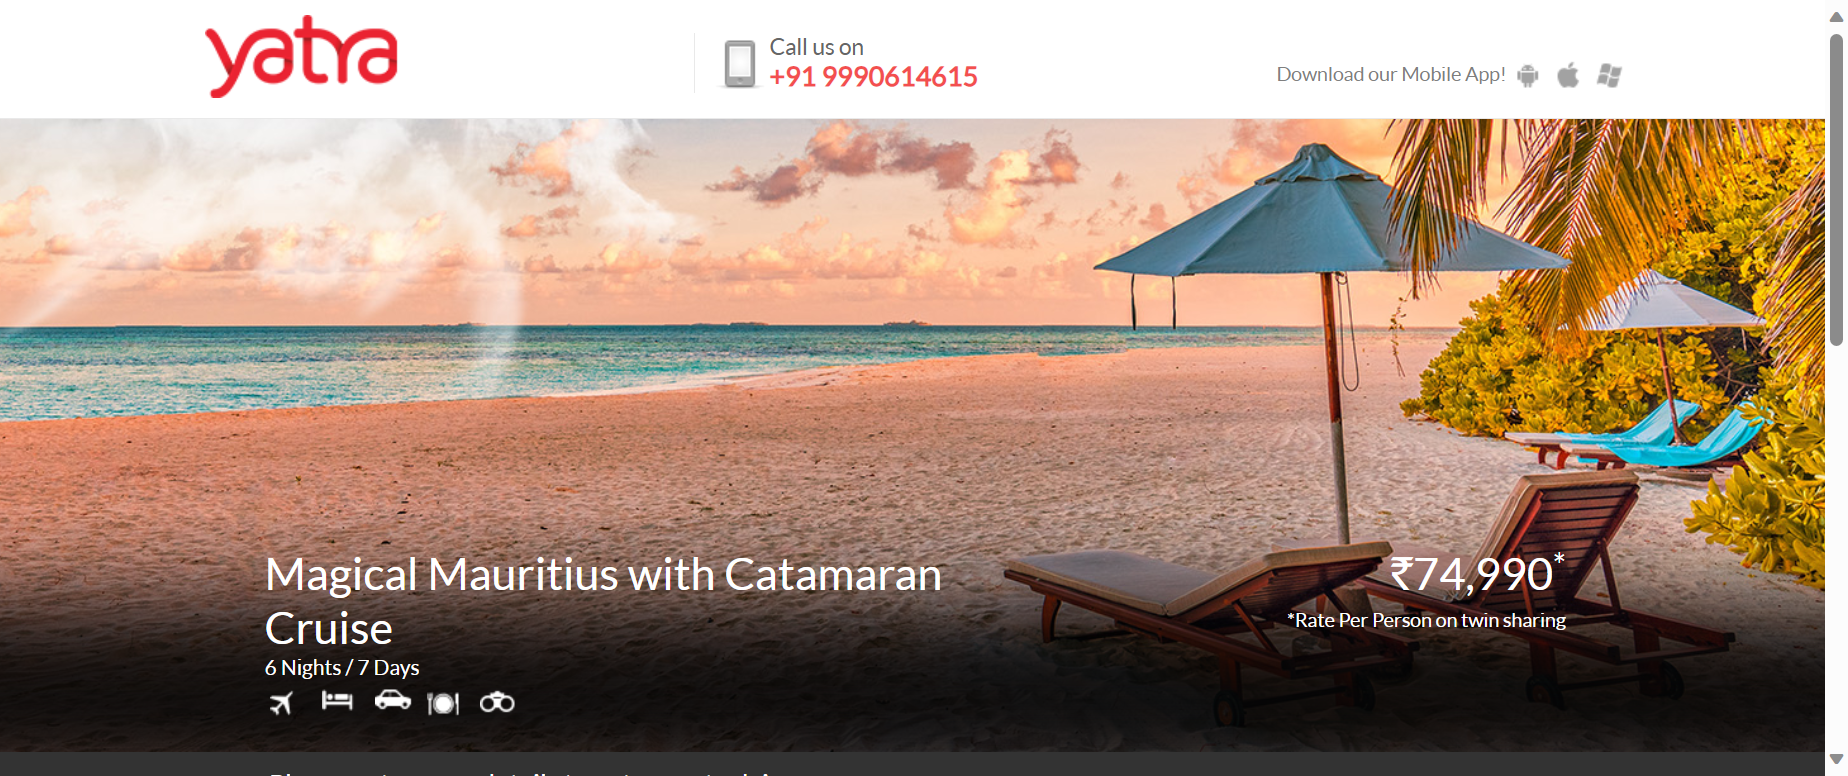 yatra
Call us on
+91 9990614615
Download our Mobile App!
Magical Mauritius with Catamaran
Cruise
6 Nights / 7 Days
₹74,990*
*Rate Per Person on twin sharing